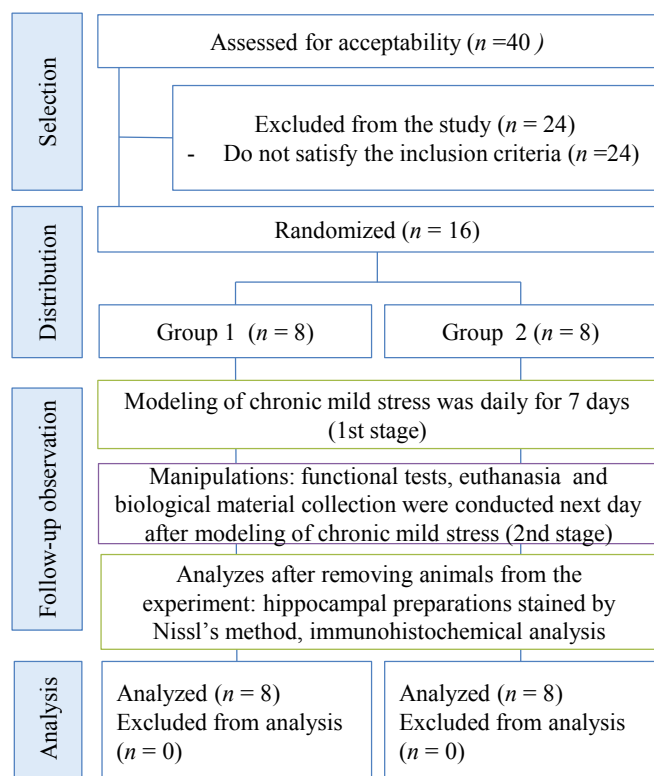 Selection
Assessed for acceptability (n =40 )
Excluded from the study (n = 24)
- Do not satisfy the inclusion criteria (n =24)
Distribution
Randomized (n = 16)
Group 1 (n = 8)
Group 2 (n = 8)
Follow-up observation
Modeling of chronic mild stress was daily for 7 days
(1st stage)
Manipulations: functional tests, euthanasia and
biological material collection were conducted next day
after modeling of chronic mild stress (2nd stage)
Analyzes after removing animals from the
experiment: hippocampal preparations stained by
Nissl’s method, immunohistochemical analysis
Analysis
Analyzed (n = 8)
Excluded from analysis
(n = 0)
Analyzed (n = 8)
Excluded from analysis
(n = 0)